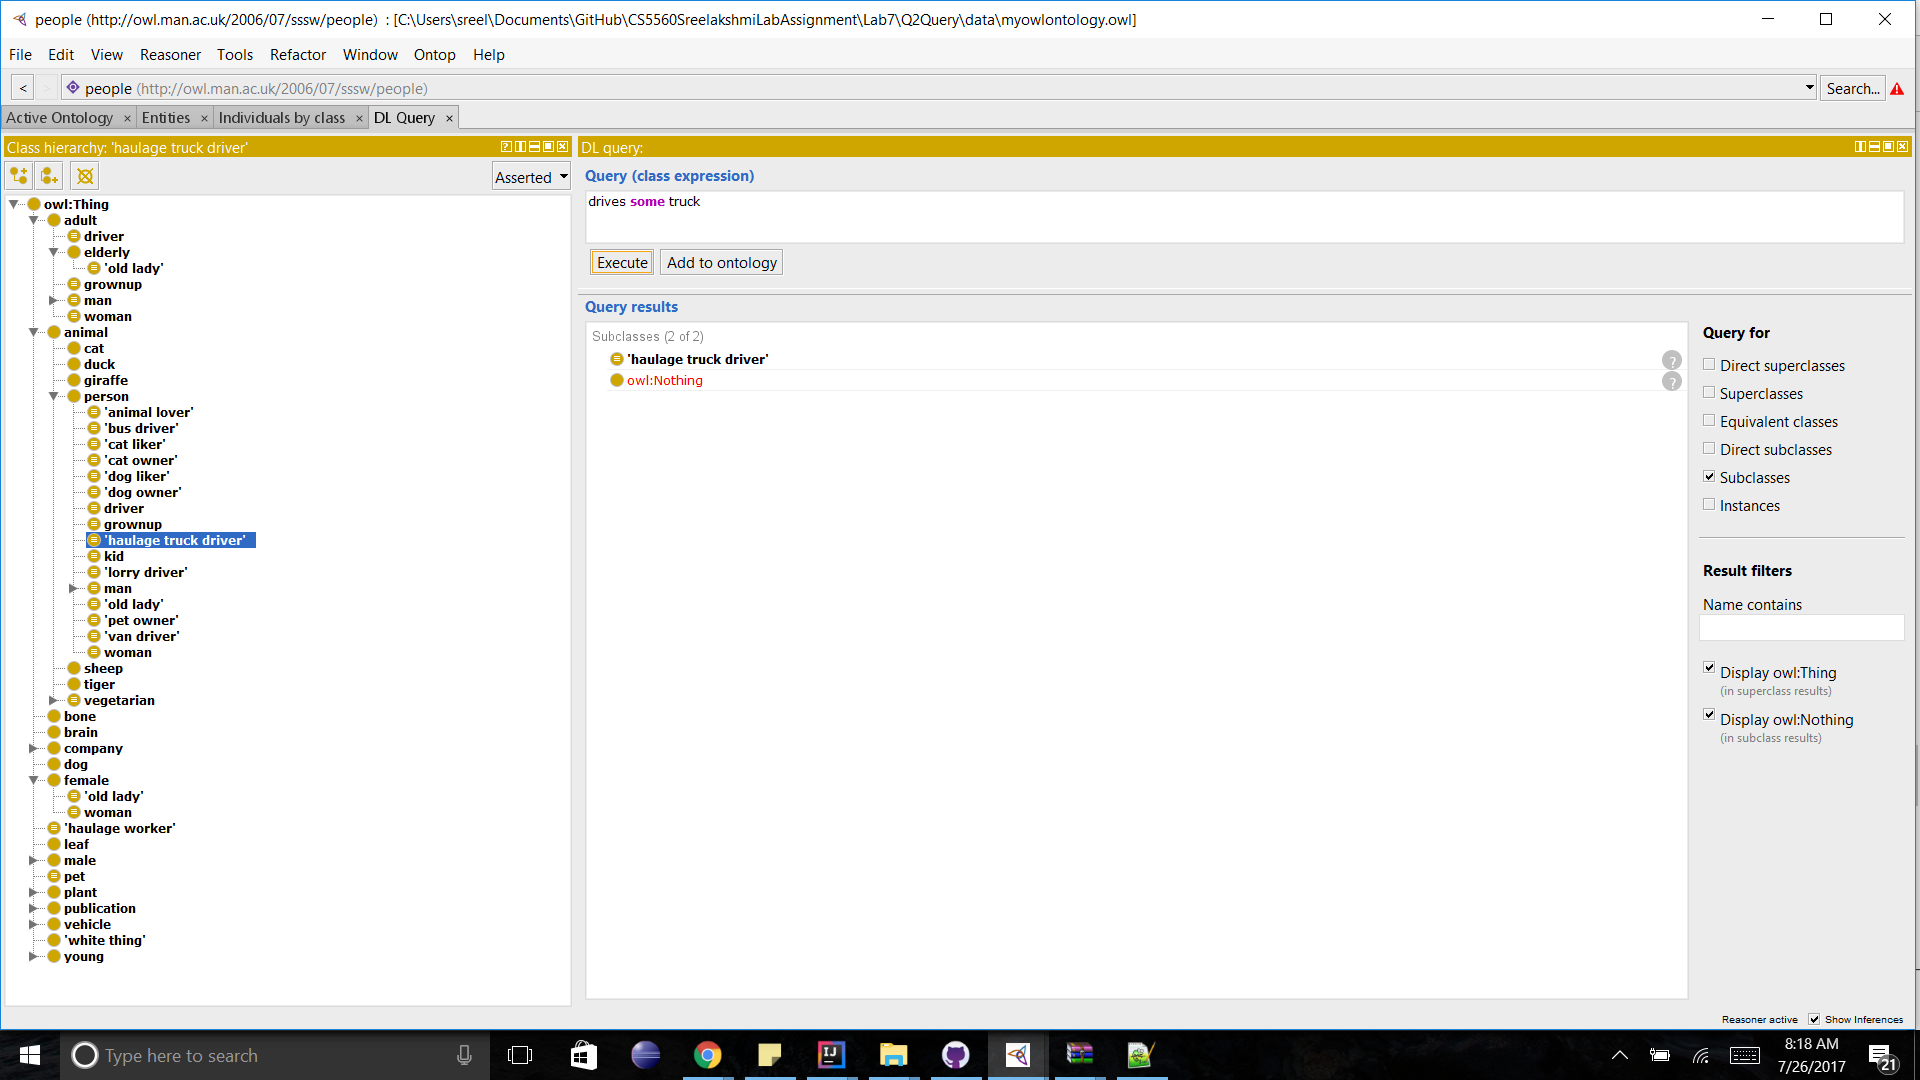 people (http://owl.man.ac.uk/2006/07/sssw/people) : [C:\Users\sreel\Documents\GitHub\CS5560SreelakshmiLabAssignment\Lab7\Q2Query\data\myowlontology.owl]
File Edit View Reasoner Tools Refactor Window Ontop Help
< > people (http://owl.man.ac.uk/2006/07/sssw/people) Search...
Active Ontology × Entities × Individuals by class × DL Query ×
Class hierarchy: 'haulage truck driver'
Asserted
owl:Thing
adult
driver
elderly
'old lady'
grownup
man
woman
animal
cat
duck
giraffe
person
'animal lover'
'bus driver'
'cat liker'
'cat owner'
'dog liker'
'dog owner'
driver
grownup
'haulage truck driver'
kid
'lorry driver'
man
'old lady'
'pet owner'
'van driver'
woman
sheep
tiger
vegetarian
bone
brain
company
dog
female
'old lady'
woman
'haulage worker'
leaf
male
pet
plant
publication
vehicle
'white thing'
young
DL query:
Query (class expression)
drives some truck
Execute Add to ontology
Query results
Subclasses (2 of 2)
'haulage truck driver' ?
owl:Nothing ?
Query for
Direct superclasses
Superclasses
Equivalent classes
Direct subclasses
Subclasses
Instances
Result filters
Name contains
Display owl:Thing
(in superclass results)
Display owl:Nothing
(in subclass results)
Reasoner active Show Inferences
Type here to search
IJ
8:18 AM
7/26/2017
21